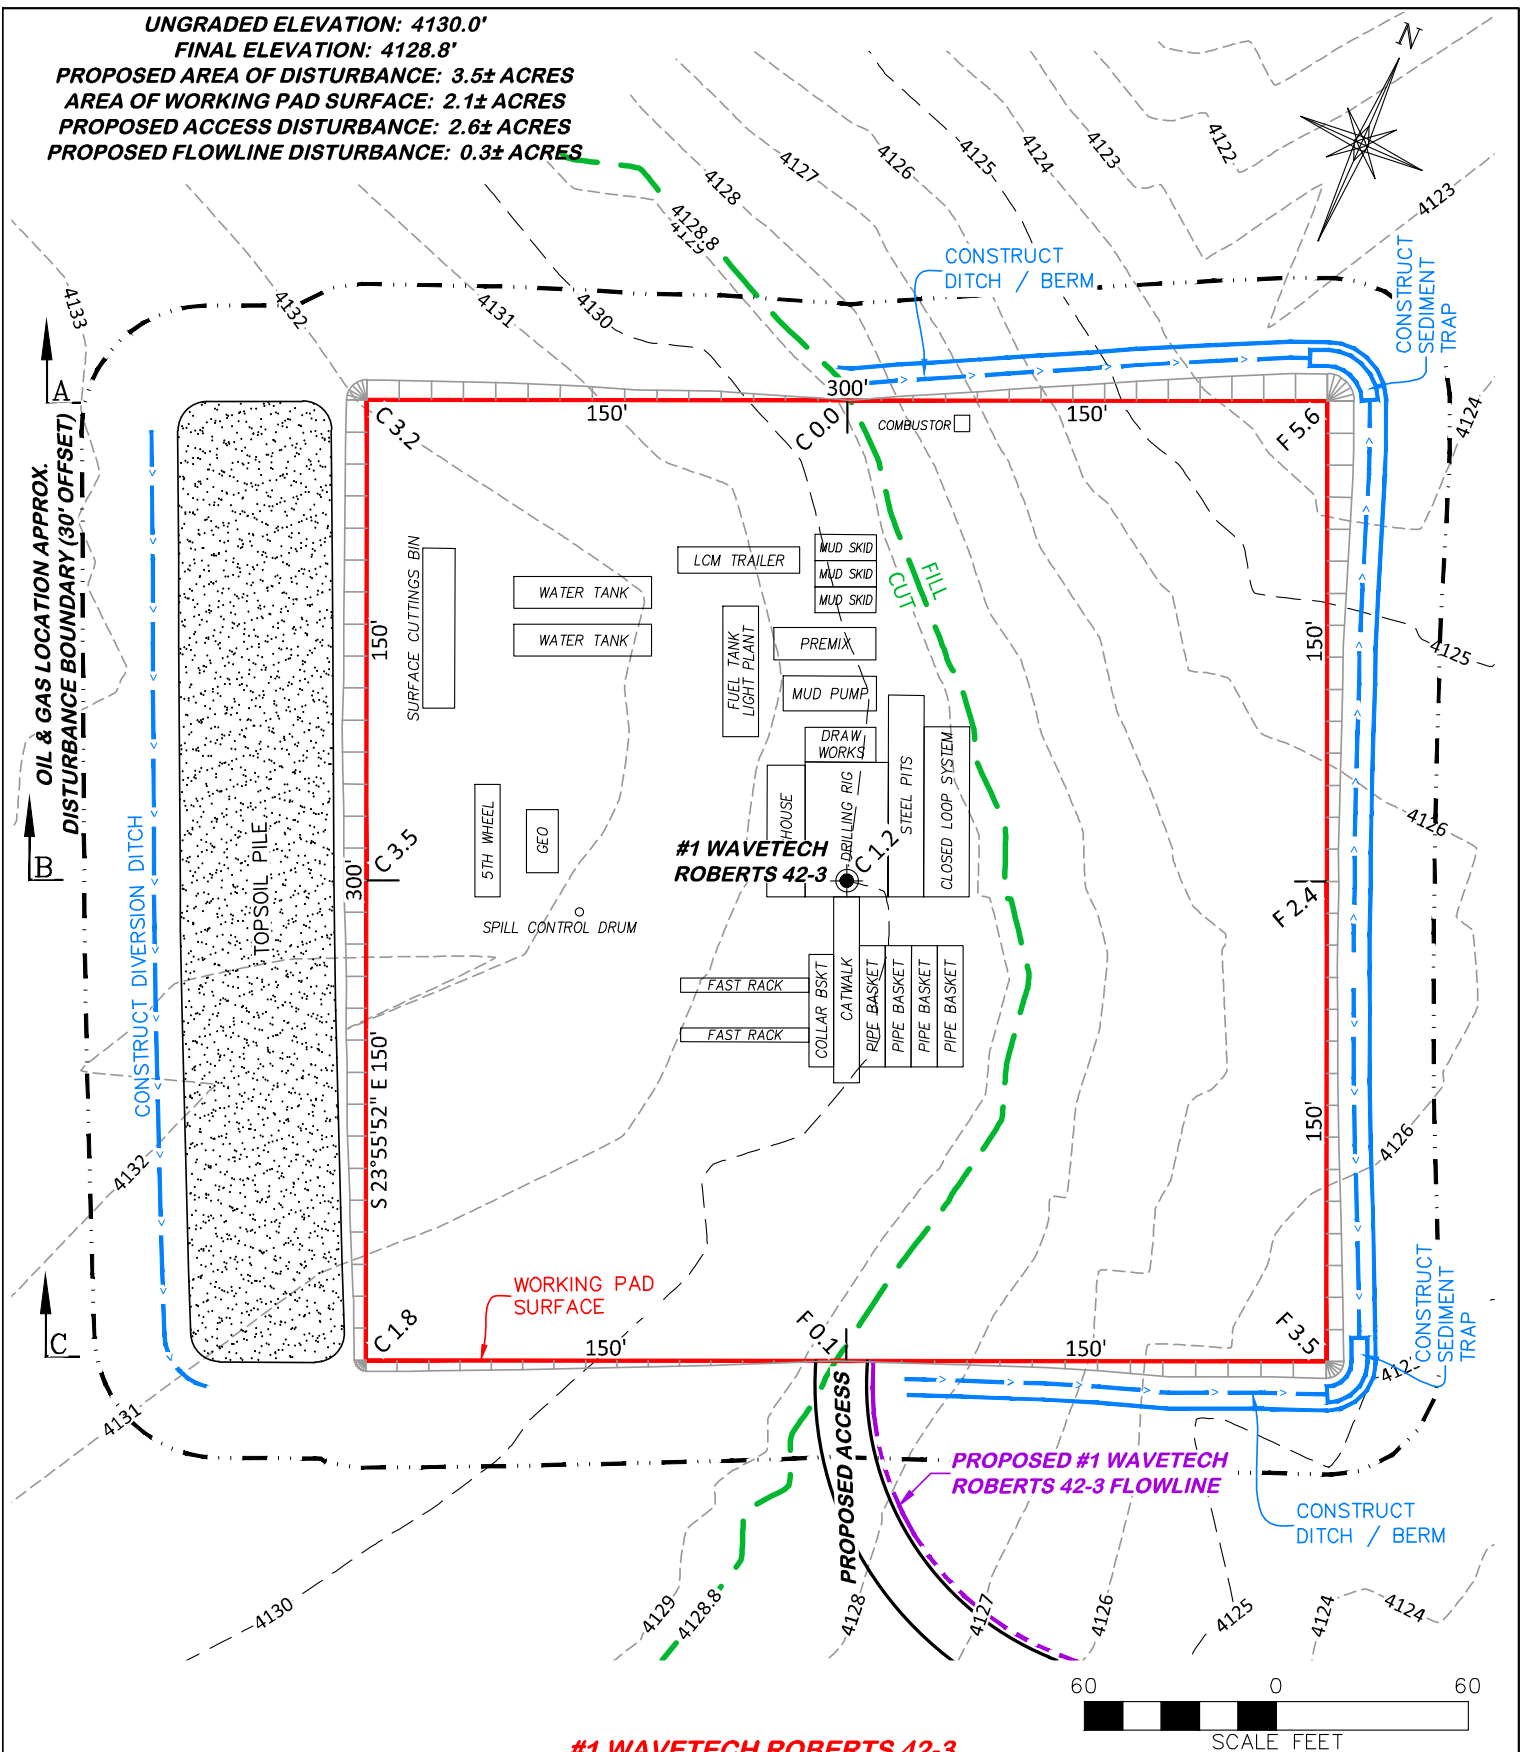 UNGRADED ELEVATION: 4130.0'
FINAL ELEVATION: 4128.8'
PROPOSED AREA OF DISTURBANCE: 3.5± ACRES
AREA OF WORKING PAD SURFACE: 2.1± ACRES
PROPOSED ACCESS DISTURBANCE: 2.6± ACRES
PROPOSED FLOWLINE DISTURBANCE: 0.3± ACRES
N
4122
4123
4124
4125
4126
4127
4128
4128.8
4129
4123
4133
4132
4131
4130
CONSTRUCT
DITCH / BERM
CONSTRUCT
SEDIMENT
TRAP
A
300'
150'
150'
C 3.2
C 0.0
COMBUSTOR
F 5.6
4124
OIL & GAS LOCATION APPROX.
DISTURBANCE BOUNDARY (30' OFFSET)
SURFACE CUTTINGS BIN
WATER TANK
WATER TANK
LCM TRAILER
MUD SKID
MUD SKID
MUD SKID
FILL
CUT
150'
FUEL TANK
LIGHT PLANT
PREMIX
MUD PUMP
DRAW
WORKS
150'
4125
B
CONSTRUCT DIVERSION DITCH
TOPSOIL PILE
300'
C 3.5
5TH WHEEL
GEO
HOUSE
DRILLING RIG
STEEL PITS
CLOSED LOOP SYSTEM
#1 WAVETECH
ROBERTS 42-3
C 1.2
F 2.4
4126
SPILL CONTROL DRUM
FAST RACK
FAST RACK
COLLAR BSKT
CATWALK
PIPE BASKET
PIPE BASKET
PIPE BASKET
PIPE BASKET
S 23°55'52" E 150'
150'
4126
4132
C
C 1.8
WORKING PAD
SURFACE
150'
F 0.1
150'
F 3.5
CONSTRUCT
SEDIMENT
TRAP
4131
PROPOSED ACCESS
PROPOSED #1 WAVETECH
ROBERTS 42-3 FLOWLINE
CONSTRUCT
DITCH / BERM
4130
4129
4128.8
4128
4127
4126
4125
4124
4124
60 0 60
SCALE FEET
#1 WAVETECH ROBERTS 42-3